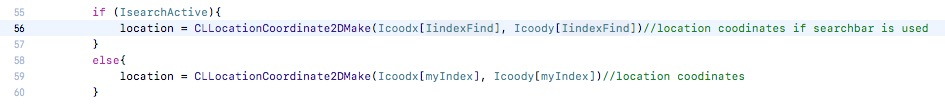 55 if (IsearchActive){
56 location = CLLocationCoordinate2DMake(Icoodx[IindexFind], Icoody[IindexFind])//location coodinates if searchbar is used
57 }
58 else{
59 location = CLLocationCoordinate2DMake(Icoodx[myIndex], Icoody[myIndex])//location coodinates
60 }